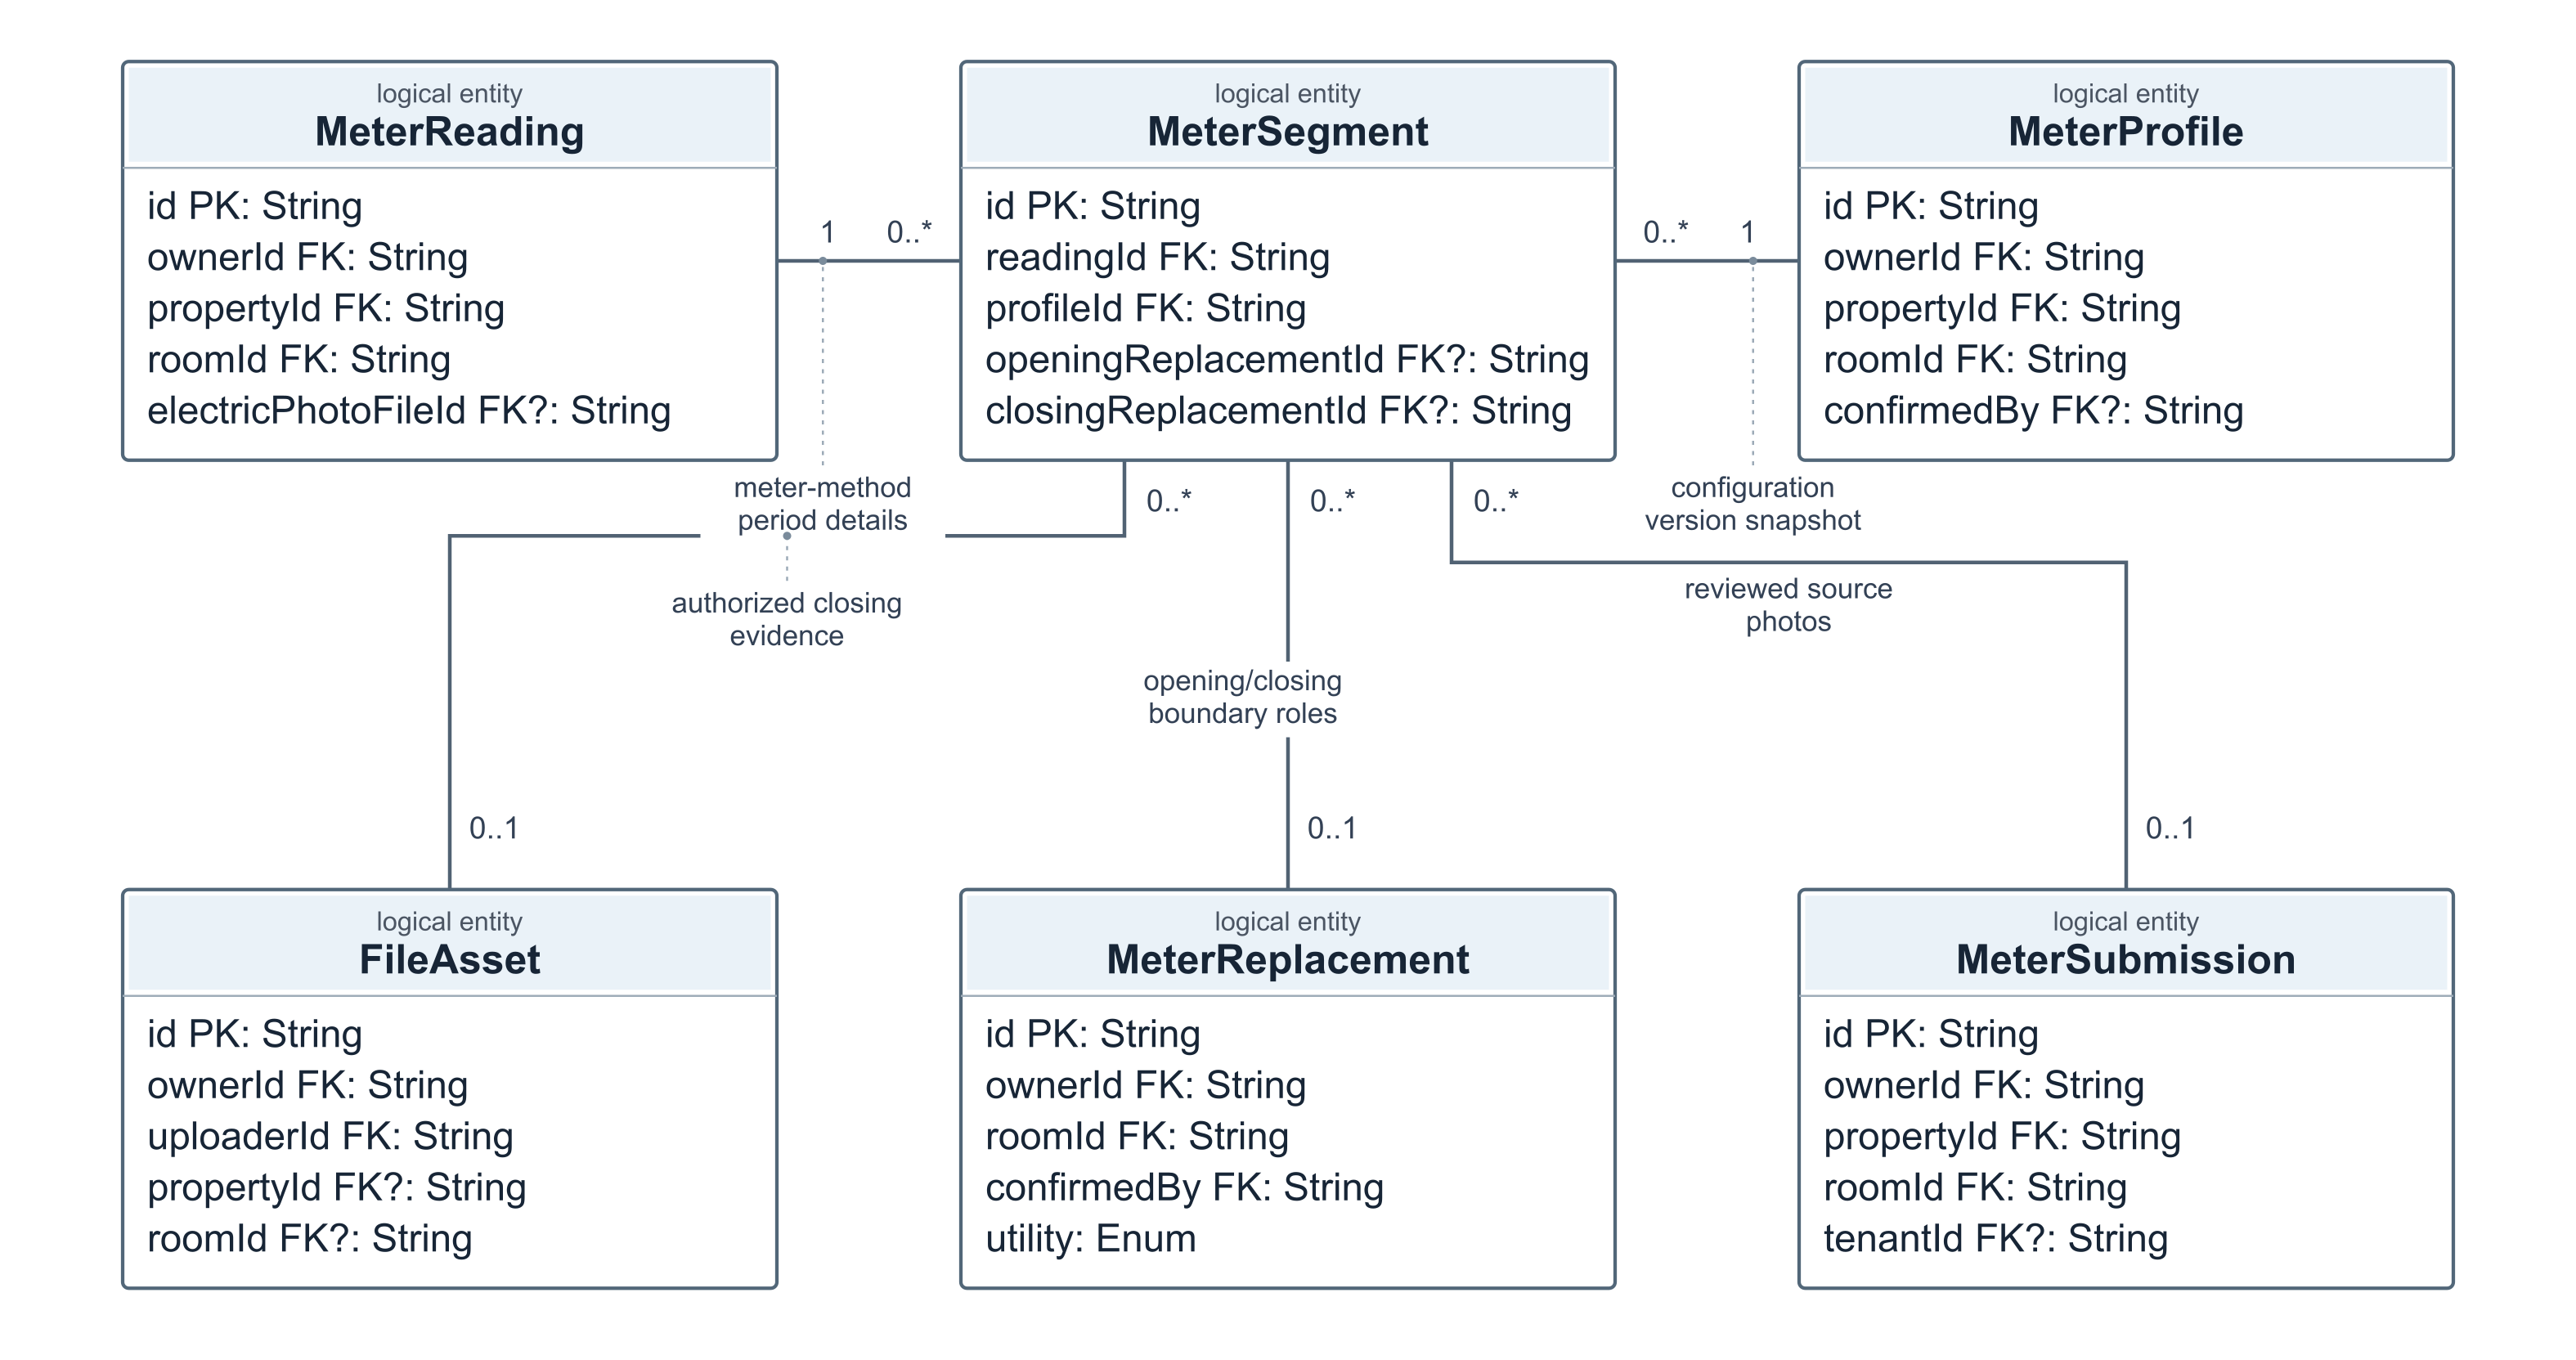 logical entity
MeterReading
id PK: String
ownerId FK: String
propertyId FK: String
roomId FK: String
electricPhotoFileId FK?: String
1
0..*
logical entity
MeterSegment
id PK: String
readingId FK: String
profileId FK: String
openingReplacementId FK?: String
closingReplacementId FK?: String
0..*
1
logical entity
MeterProfile
id PK: String
ownerId FK: String
propertyId FK: String
roomId FK: String
confirmedBy FK?: String
meter-method
period details
0..*
0..*
0..*
configuration
version snapshot
authorized closing
evidence
reviewed source
photos
opening/closing
boundary roles
0..1
0..1
0..1
logical entity
FileAsset
id PK: String
ownerId FK: String
uploaderId FK: String
propertyId FK?: String
roomId FK?: String
logical entity
MeterReplacement
id PK: String
ownerId FK: String
roomId FK: String
confirmedBy FK: String
utility: Enum
logical entity
MeterSubmission
id PK: String
ownerId FK: String
propertyId FK: String
roomId FK: String
tenantId FK?: String